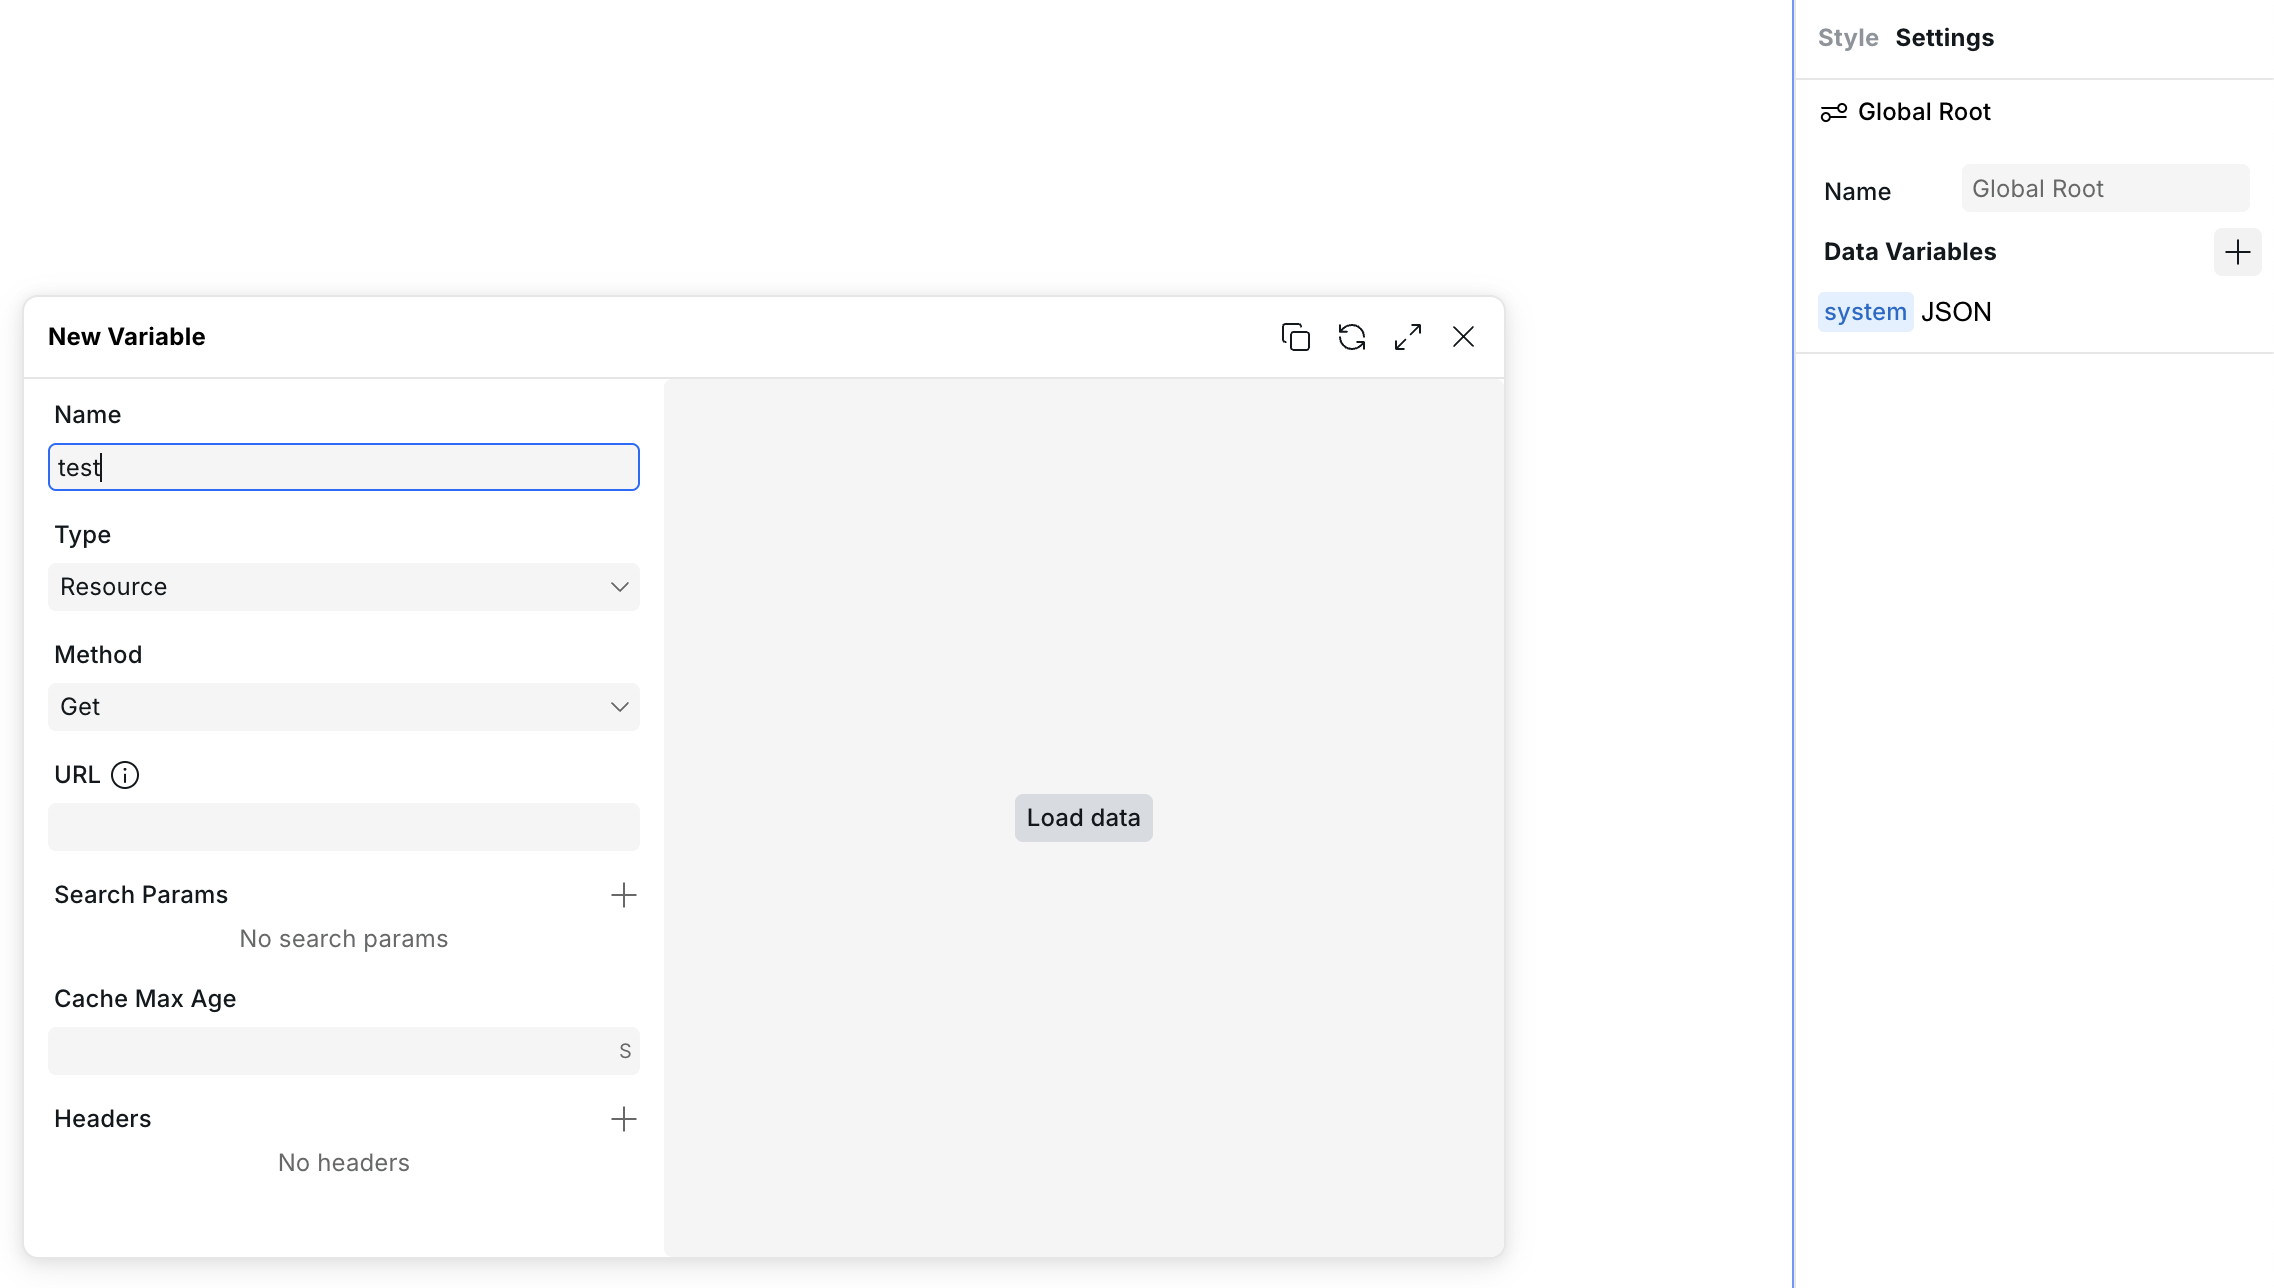 Style Settings
Global Root
Name Global Root
Data Variables
system JSON
New Variable
Name
test
Type
Resource
Method
Get
URL
Load data
Search Params
No search params
Cache Max Age
S
Headers
No headers